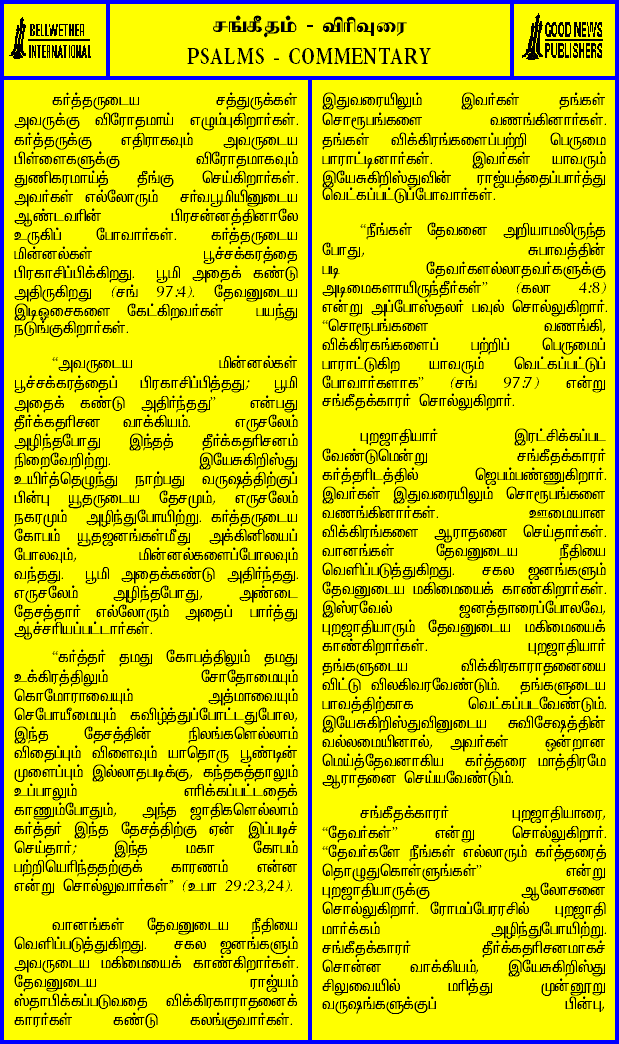 BELLWETHER
INTERNATIONAL
சங்கீதம் - விரிவுரை
PSALMS - COMMENTARY
GOOD NEWS
PUBLISHERS
கர்த்தருடைய சத்துருக்கள்
அவருக்கு விரோதமாய் எழும்புகிறார்கள்.
கர்த்தருக்கு எதிராகவும் அவருடைய
பிள்ளைகளுக்கு விரோதமாகவும்
துணிகரமாய்த் தீங்கு செய்கிறார்கள்.
அவர்கள் எல்லோரும் சர்வபூமியினுடைய
ஆண்டவரின் பிரசன்னத்தினாலே
உருகிப் போவார்கள். கர்த்தருடைய
மின்னல்கள் பூச்சக்கரத்தை
பிரகாசிப்பிக்கிறது. பூமி அதைக் கண்டு
அதிருகிறது (சங் 97:4). தேவனுடைய
இடிஓசைகளை கேட்கிறவர்கள் பயந்து
நடுங்குகிறார்கள்.
“அவருடைய மின்னல்கள்
பூச்சக்கரத்தைப் பிரகாசிப்பித்தது; பூமி
அதைக் கண்டு அதிர்ந்தது” என்பது
தீர்க்கதரிசன வாக்கியம். எருசலேம்
அழிந்தபோது இந்தத் தீர்க்கதரிசனம்
நிறைவேறிற்று. இயேசுகிறிஸ்து
உயிர்த்தெழுந்து நாற்பது வருஷத்திற்குப்
பின்பு யூதருடைய தேசமும், எருசலேம்
நகரமும் அழிந்துபோயிற்று. கர்த்தருடைய
கோபம் யூதஜனங்கள்மீது அக்கினியைப்
போலவும், மின்னல்களைப்போலவும்
வந்தது. பூமி அதைக்கண்டு அதிர்ந்தது.
எருசலேம் அழிந்தபோது, அண்டை
தேசத்தார் எல்லோரும் அதைப் பார்த்து
ஆச்சரியப்பட்டார்கள்.
“கர்த்தர் தமது கோபத்திலும் தமது
உக்கிரத்திலும் சோதோமையும்
கொமோராவையும் அத்மாவையும்
செபோயீமையும் கவிழ்த்துப்போட்டதுபோல,
இந்த தேசத்தின் நிலங்களெல்லாம்
விதைப்பும் விளைவும் யாதொரு பூண்டின்
முளைப்பும் இல்லாதபடிக்கு, கந்தகத்தாலும்
உப்பாலும் எரிக்கப்பட்டதைக்
காணும்போதும், அந்த ஜாதிகளெல்லாம்
கர்த்தர் இந்த தேசத்திற்கு ஏன் இப்படிச்
செய்தார்; இந்த மகா கோபம்
பற்றியெரிந்ததற்குக் காரணம் என்ன
என்று சொல்லுவார்கள்” (உபா 29:23,24).
வானங்கள் தேவனுடைய நீதியை
வெளிப்படுத்துகிறது. சகல ஜனங்களும்
அவருடைய மகிமையைக் காண்கிறார்கள்.
தேவனுடைய ராஜ்யம்
ஸ்தாபிக்கப்படுவதை விக்கிரகாராதனைக்
காரர்கள் கண்டு கலங்குவார்கள்.
இதுவரையிலும் இவர்கள் தங்கள்
சொரூபங்களை வணங்கினார்கள்.
தங்கள் விக்கிரங்களைப்பற்றி பெருமை
பாராட்டினார்கள். இவர்கள் யாவரும்
இயேசுகிறிஸ்துவின் ராஜ்யத்தைப்பார்த்து
வெட்கப்பட்டுப்போவார்கள்.
“நீங்கள் தேவனை அறியாமலிருந்த
போது, சுபாவத்தின்
படி தேவர்களல்லாதவர்களுக்கு
அடிமைகளாயிருந்தீர்கள்” (கலா 4:8)
என்று அப்போஸ்தலர் பவுல் சொல்லுகிறார்.
“சொரூபங்களை வணங்கி,
விக்கிரகங்களைப் பற்றிப் பெருமைப்
பாராட்டுகிற யாவரும் வெட்கப்பட்டுப்
போவார்களாக” (சங் 97:7) என்று
சங்கீதக்காரர் சொல்லுகிறார்.
புறஜாதியார் இரட்சிக்கப்பட
வேண்டுமென்று சங்கீதக்காரர்
கர்த்தரிடத்தில் ஜெபம்பண்ணுகிறார்.
இவர்கள் இதுவரையிலும் சொரூபங்களை
வணங்கினார்கள். ஊமையான
விக்கிரங்களை ஆராதனை செய்தார்கள்.
வானங்கள் தேவனுடைய நீதியை
வெளிப்படுத்துகிறது. சகல ஜனங்களும்
தேவனுடைய மகிமையைக் காண்கிறார்கள்.
இஸ்ரவேல் ஜனத்தாரைப்போலவே,
புறஜாதியாரும் தேவனுடைய மகிமையைக்
காண்கிறார்கள். புறஜாதியார்
தங்களுடைய விக்கிரகாராதனையை
விட்டு விலகிவரவேண்டும். தங்களுடைய
பாவத்திற்காக வெட்கப்படவேண்டும்.
இயேசுகிறிஸ்துவினுடைய சுவிசேஷத்தின்
வல்லமையினால், அவர்கள் ஒன்றான
மெய்த்தேவனாகிய கர்த்தரை மாத்திரமே
ஆராதனை செய்யவேண்டும்.
சங்கீதக்காரர் புறஜாதியாரை,
“தேவர்கள்” என்று சொல்லுகிறார்.
“தேவர்களே நீங்கள் எல்லாரும் கர்த்தரைத்
தொழுதுகொள்ளுங்கள்” என்று
புறஜாதியாருக்கு ஆலோசனை
சொல்லுகிறார். ரோமப்பேரரசில் புறஜாதி
மார்க்கம் அழிந்துபோயிற்று.
சங்கீதக்காரர் தீர்க்கதரிசனமாகச்
சொன்ன வாக்கியம், இயேசுகிறிஸ்து
சிலுவையில் மரித்து முன்னூறு
வருஷங்களுக்குப் பின்பு,